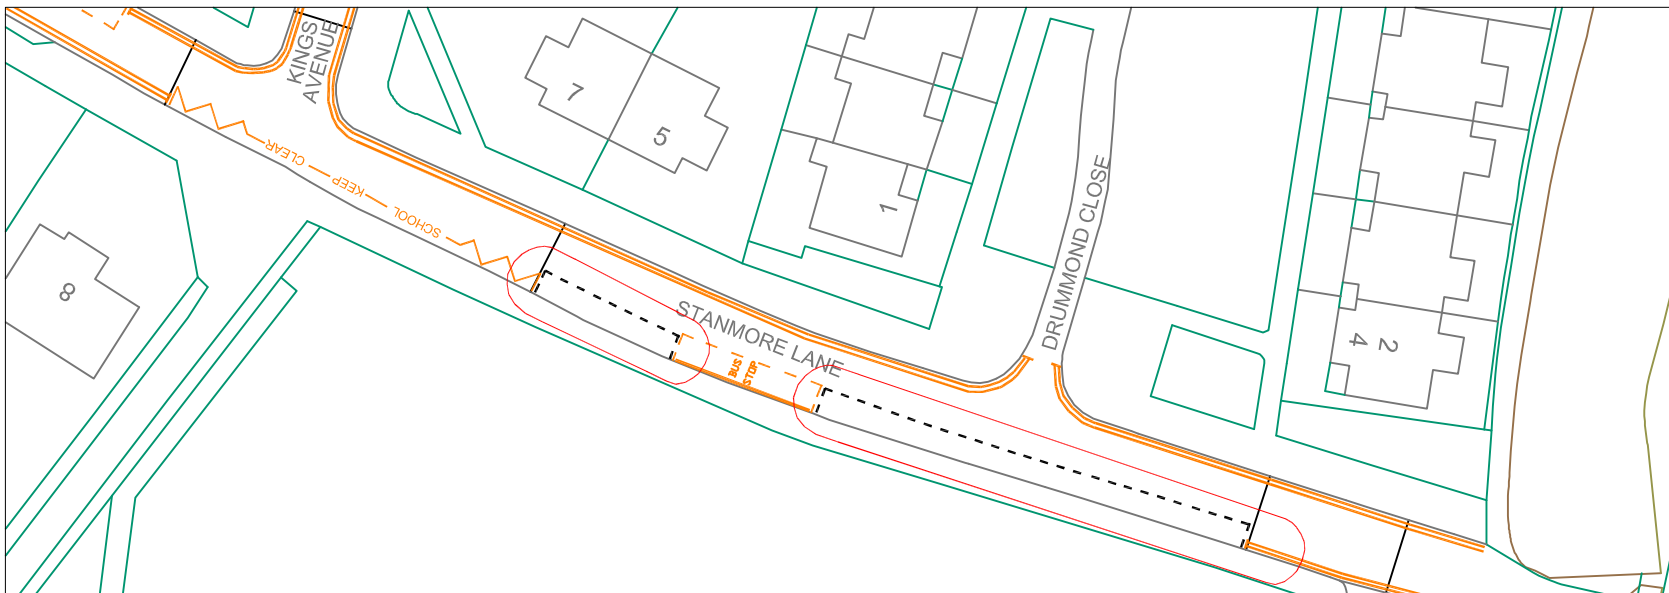 KINGS
AVENUE
7
5
1
DRUMMOND CLOSE
CLEAR
KEEP
SCHOOL
8
STANMORE LANE
BUS
STOP
2
4